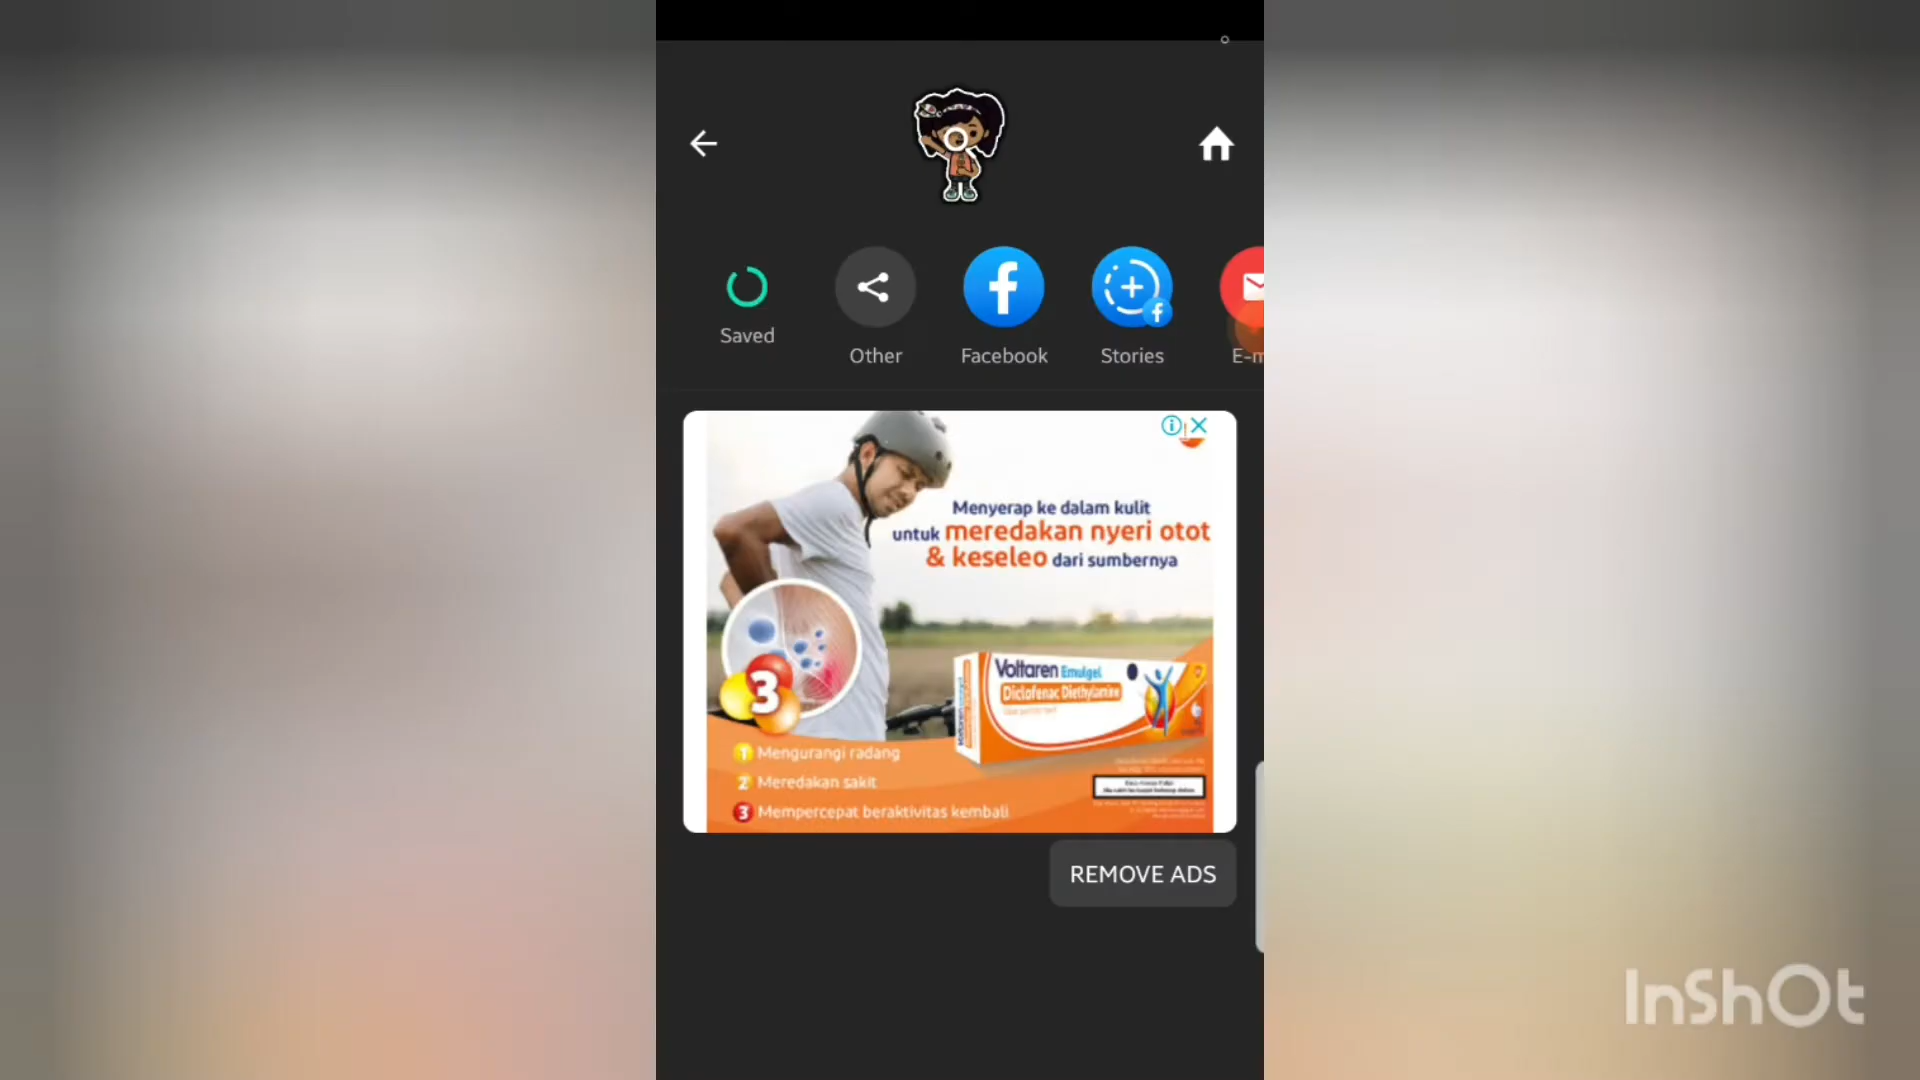 Saved
Other
Facebook
Stories
E-m
Menyerap ke dalam kulit
untuk meredakan nyeri otot
& keseleo dari sumbernya
Voltaren Emulgel
Diclofenac Diethylamine
3
1 Mengurangi radang
2 Meredakan sakit
3 Mempercepat beraktivitas kembali
REMOVE ADS
InShOt